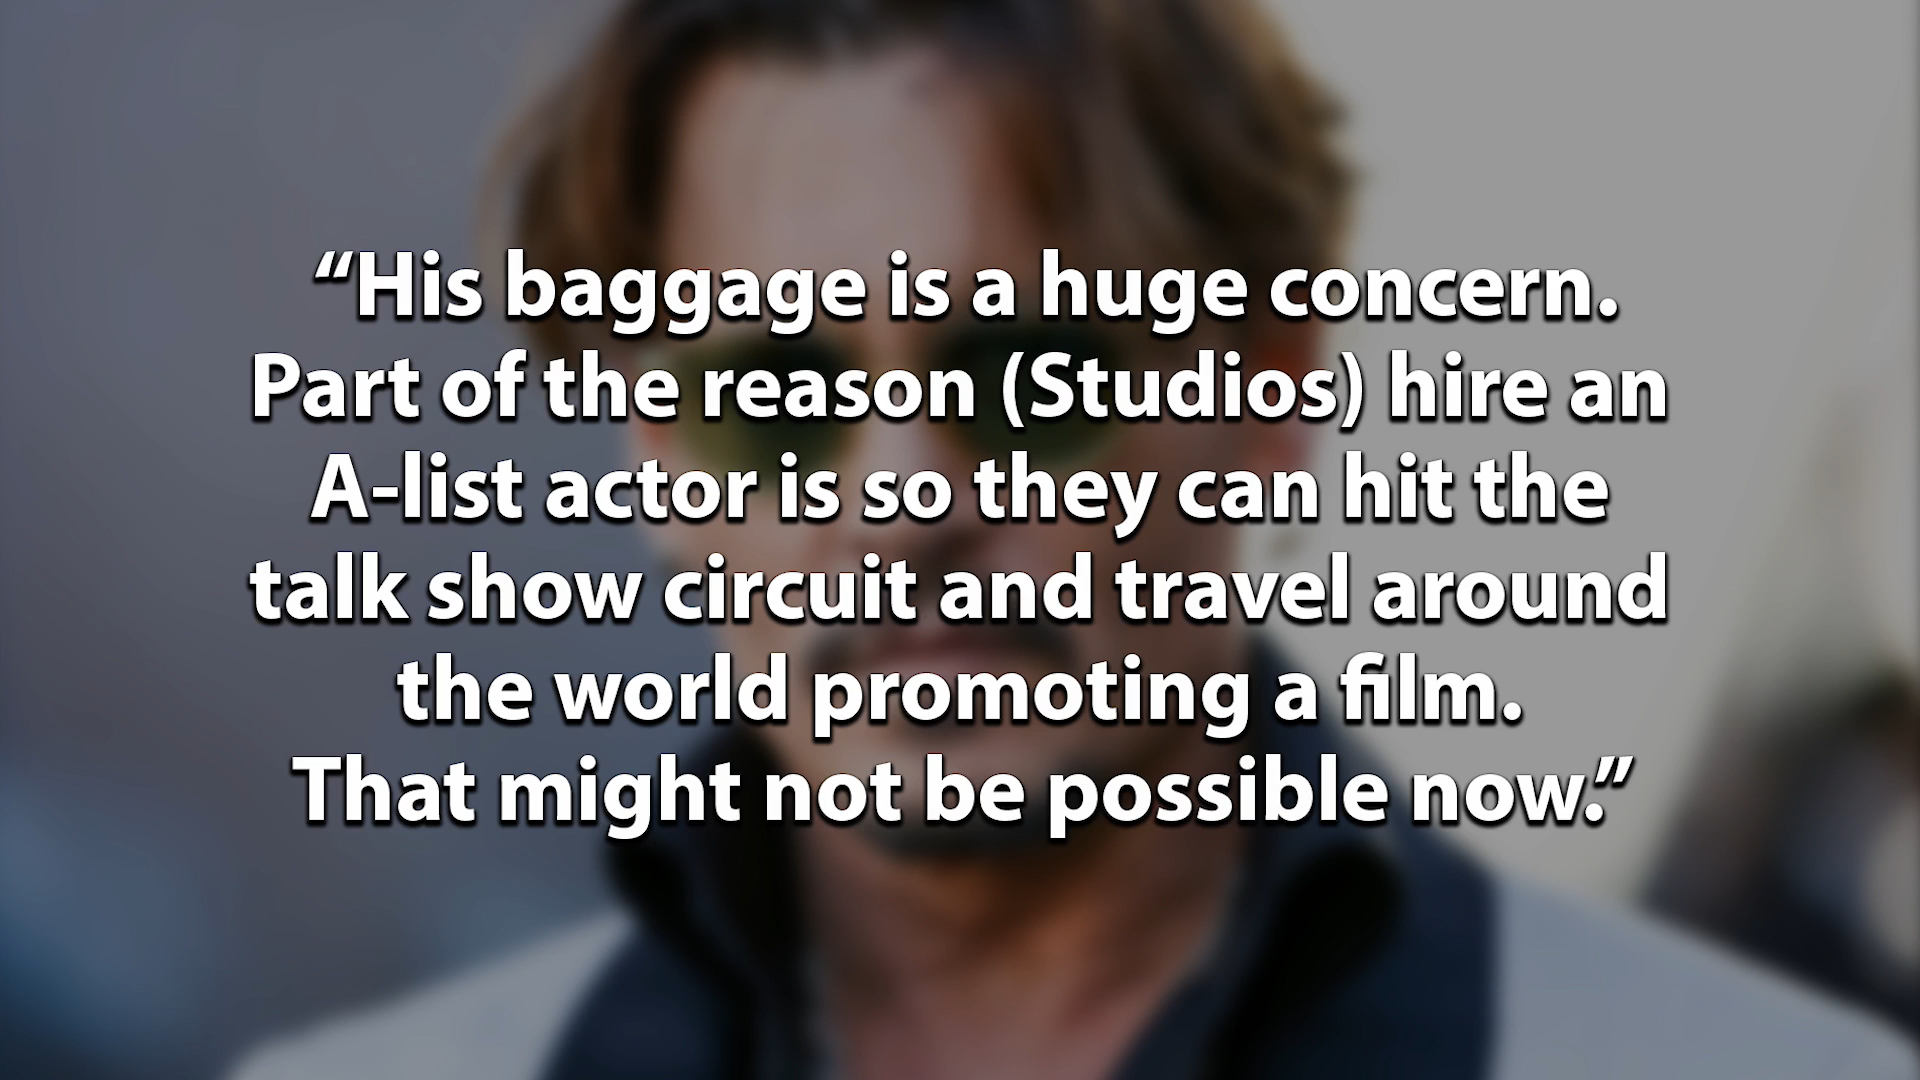 “His baggage is a huge concern.
Part of the reason (Studios) hire an
A-list actor is so they can hit the
talk show circuit and travel around
the world promoting a film.
That might not be possible now.”